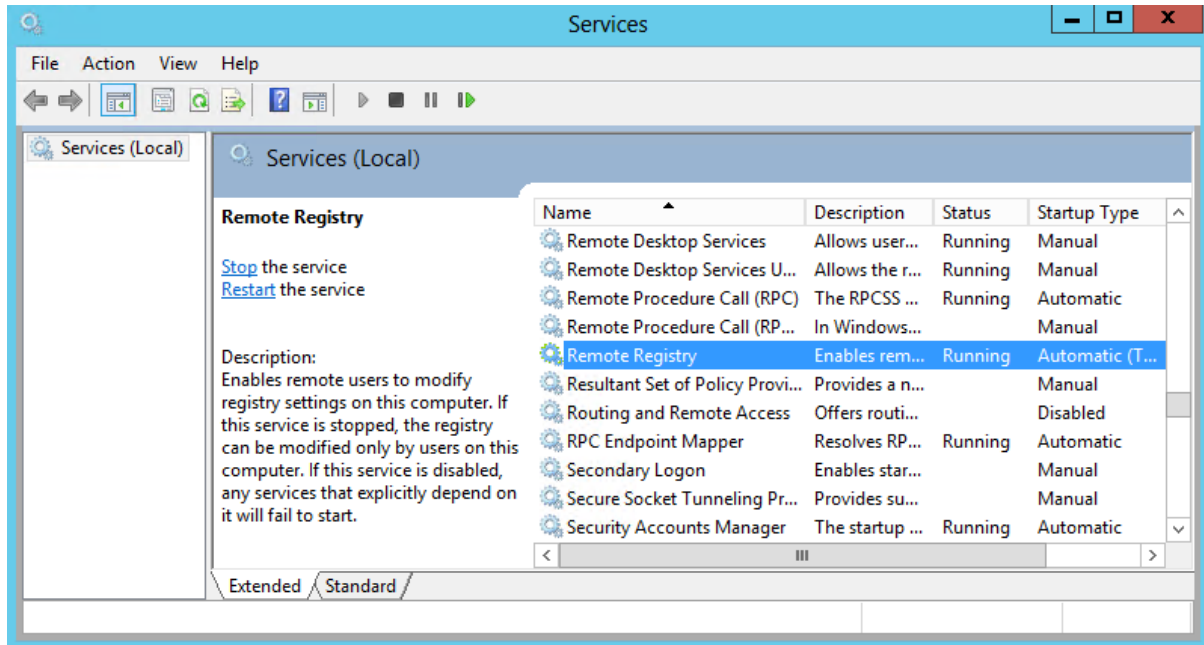 Services
File Action View Help
Services (Local)
Services (Local)
Remote Registry
Stop the service
Restart the service
Description:
Enables remote users to modify
registry settings on this computer. If
this service is stopped, the registry
can be modified only by users on this
computer. If this service is disabled,
any services that explicitly depend on
it will fail to start.
Name Description Status Startup Type
Remote Desktop Services Allows user... Running Manual
Remote Desktop Services U... Allows the r... Running Manual
Remote Procedure Call (RPC) The RPCSS ... Running Automatic
Remote Procedure Call (RP... In Windows... Manual
Remote Registry Enables rem... Running Automatic (T...
Resultant Set of Policy Provi... Provides a n... Manual
Routing and Remote Access Offers routi... Disabled
RPC Endpoint Mapper Resolves RP... Running Automatic
Secondary Logon Enables star... Manual
Secure Socket Tunneling Pr... Provides su... Manual
Security Accounts Manager The startup ... Running Automatic
Extended Standard